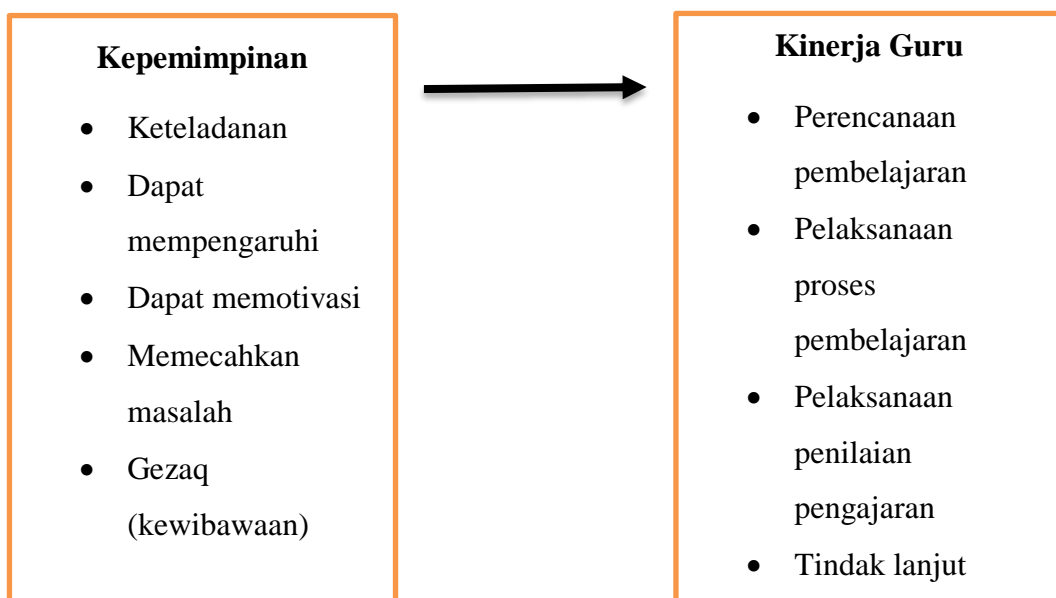 Kepemimpinan
• Keteladanan
• Dapat
mempengaruhi
• Dapat memotivasi
• Memecahkan
masalah
• Gezaq
(kewibawaan)
Kinerja Guru
• Perencanaan
pembelajaran
• Pelaksanaan
proses
pembelajaran
• Pelaksanaan
penilaian
pengajaran
• Tindak lanjut